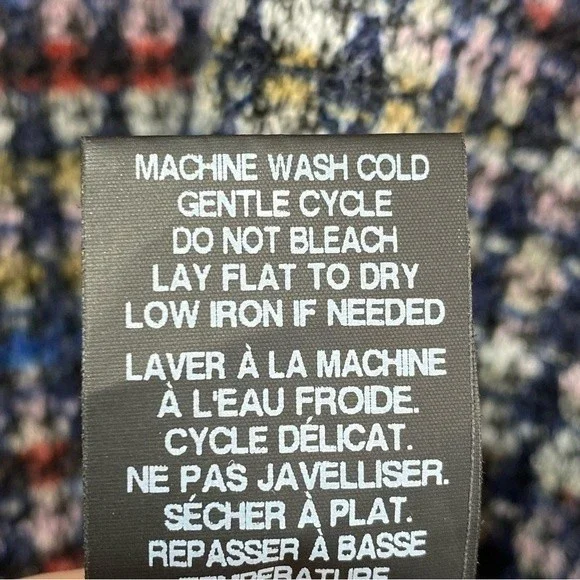 MACHINE WASH COLD
GENTLE CYCLE
DO NOT BLEACH
LAY FLAT TO DRY
LOW IRON IF NEEDED
LAVER À LA MACHINE
À L'EAU FROIDE.
CYCLE DÉLICAT.
NE PAS JAVELLISER.
SÉCHER À PLAT.
REPASSER À BASSE
TEMPÉRATURE